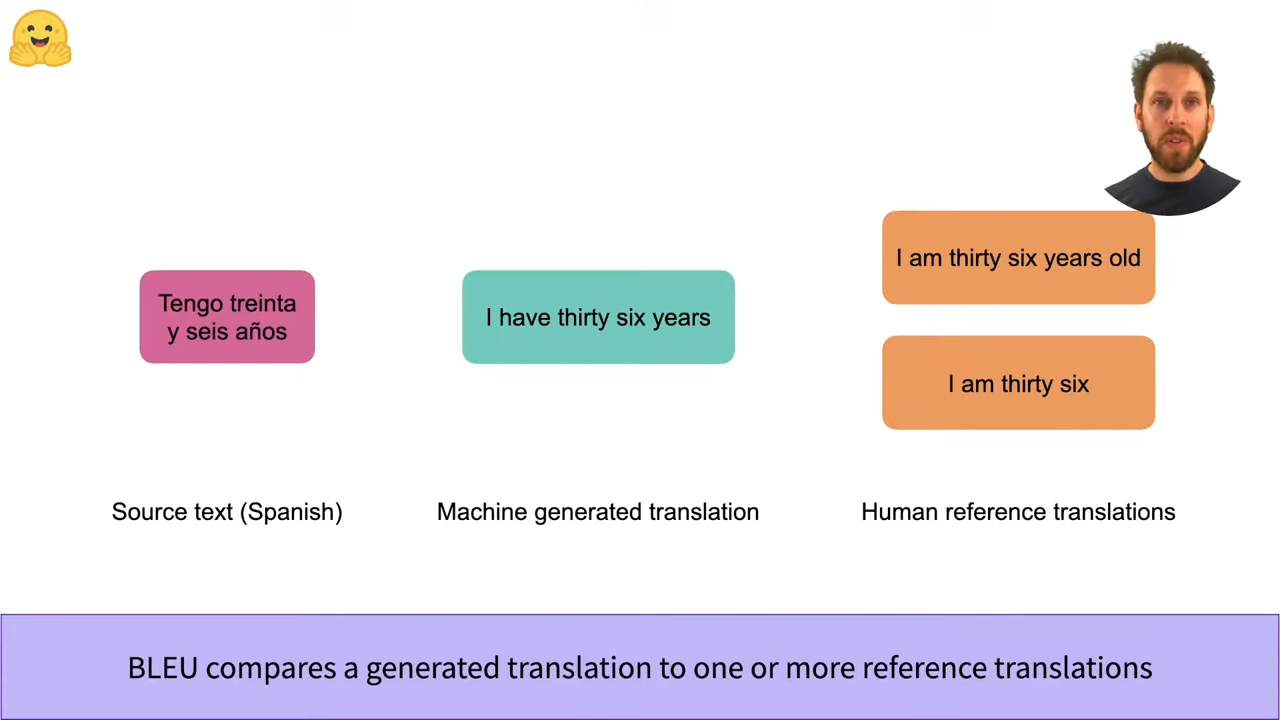 Tengo treinta
y seis años
I have thirty six years
I am thirty six years old
I am thirty six
Source text (Spanish)
Machine generated translation
Human reference translations
BLEU compares a generated translation to one or more reference translations